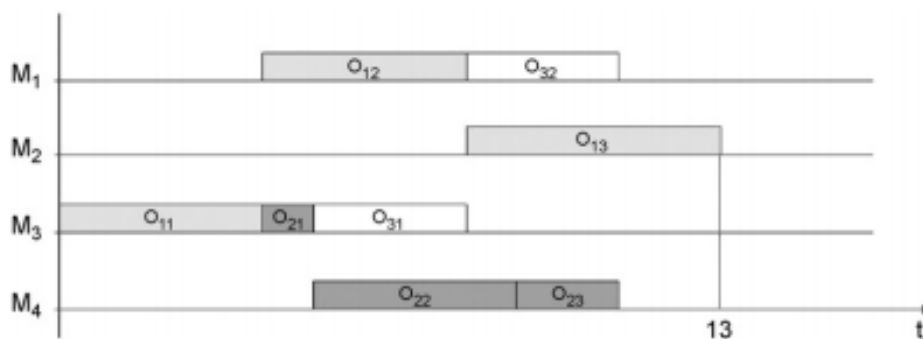 M₁ O₁₂ O₃₂
M₂ O₁₃
M₃ O₁₁ O₂₁ O₃₁
M₄ O₂₂ O₂₃
13 t